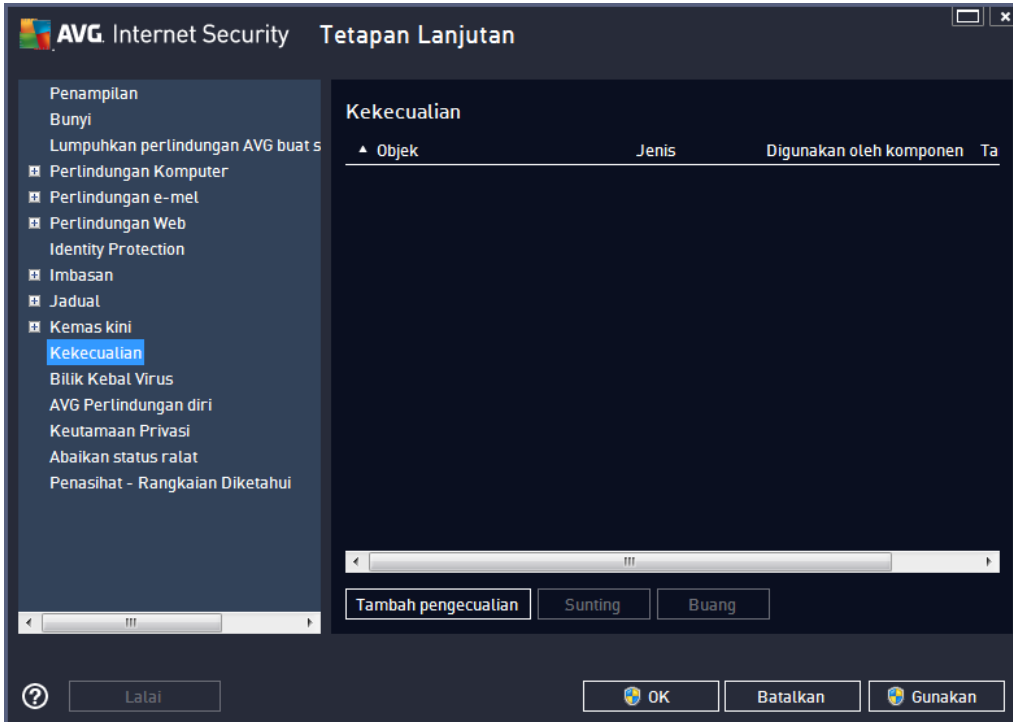 AVG. Internet Security Tetapan Lanjutan
Penampilan
Bunyi
Lumpuhkan perlindungan AVG buat s
Perlindungan Komputer
Perlindungan e-mel
Perlindungan Web
Identity Protection
Imbasan
Jadual
Kemas kini
Kekecualian
Bilik Kebal Virus
AVG Perlindungan diri
Keutamaan Privasi
Abaikan status ralat
Penasihat - Rangkaian Diketahui
Kekecualian
Objek Jenis Digunakan oleh komponen Ta
Tambah pengecualian Sunting Buang
Lalai OK Batalkan Gunakan